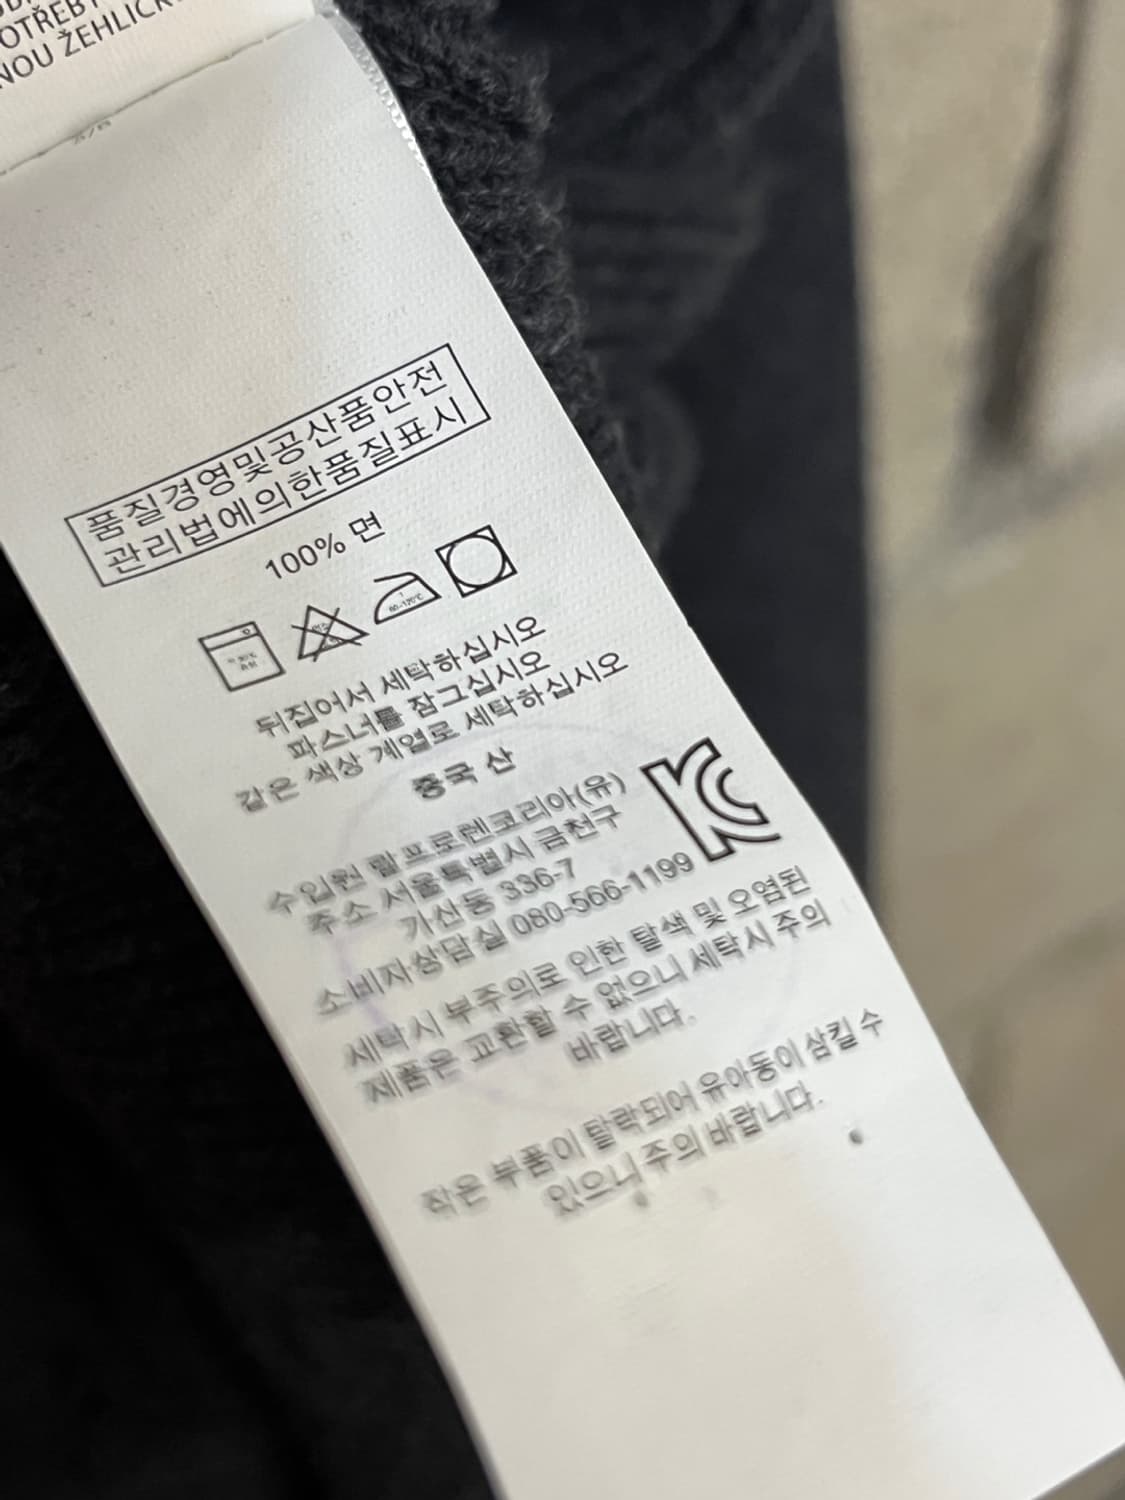 NOU ŽEHLIČK
품질경영및공산품안전
관리법에의한품질표시
100% 면
뒤집어서 세탁하십시오
파스너를 잠그십시오
같은 색상 계열로 세탁하십시오
중국 산
수입원 랄프로렌코리아(유)
주소 서울특별시 금천구
가산동 336-7
소비자상담실 080-566-1199
세탁시 부주의로 인한 탈색 및 오염된
제품은 교환할 수 없으니 세탁시 주의
바랍니다.
작은 부품이 탈락되어 유아동이 삼킬 수
있으니 주의 바랍니다.